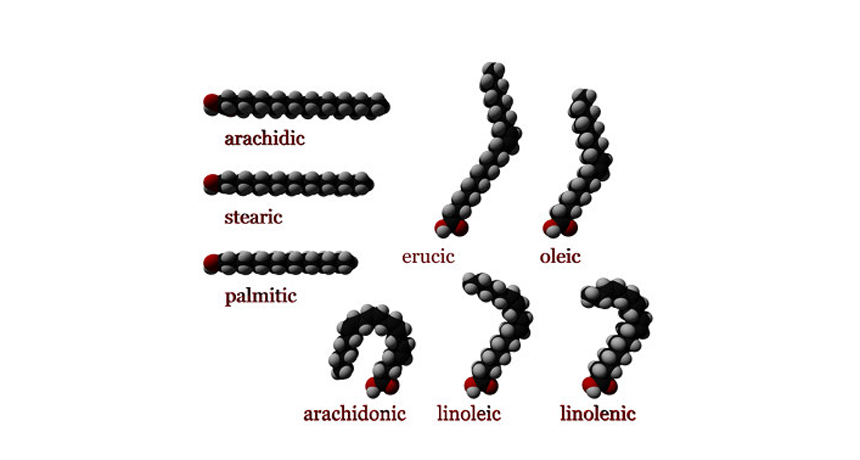 arachidic
stearic
palmitic
erucic
oleic
arachidonic
linoleic
linolenic